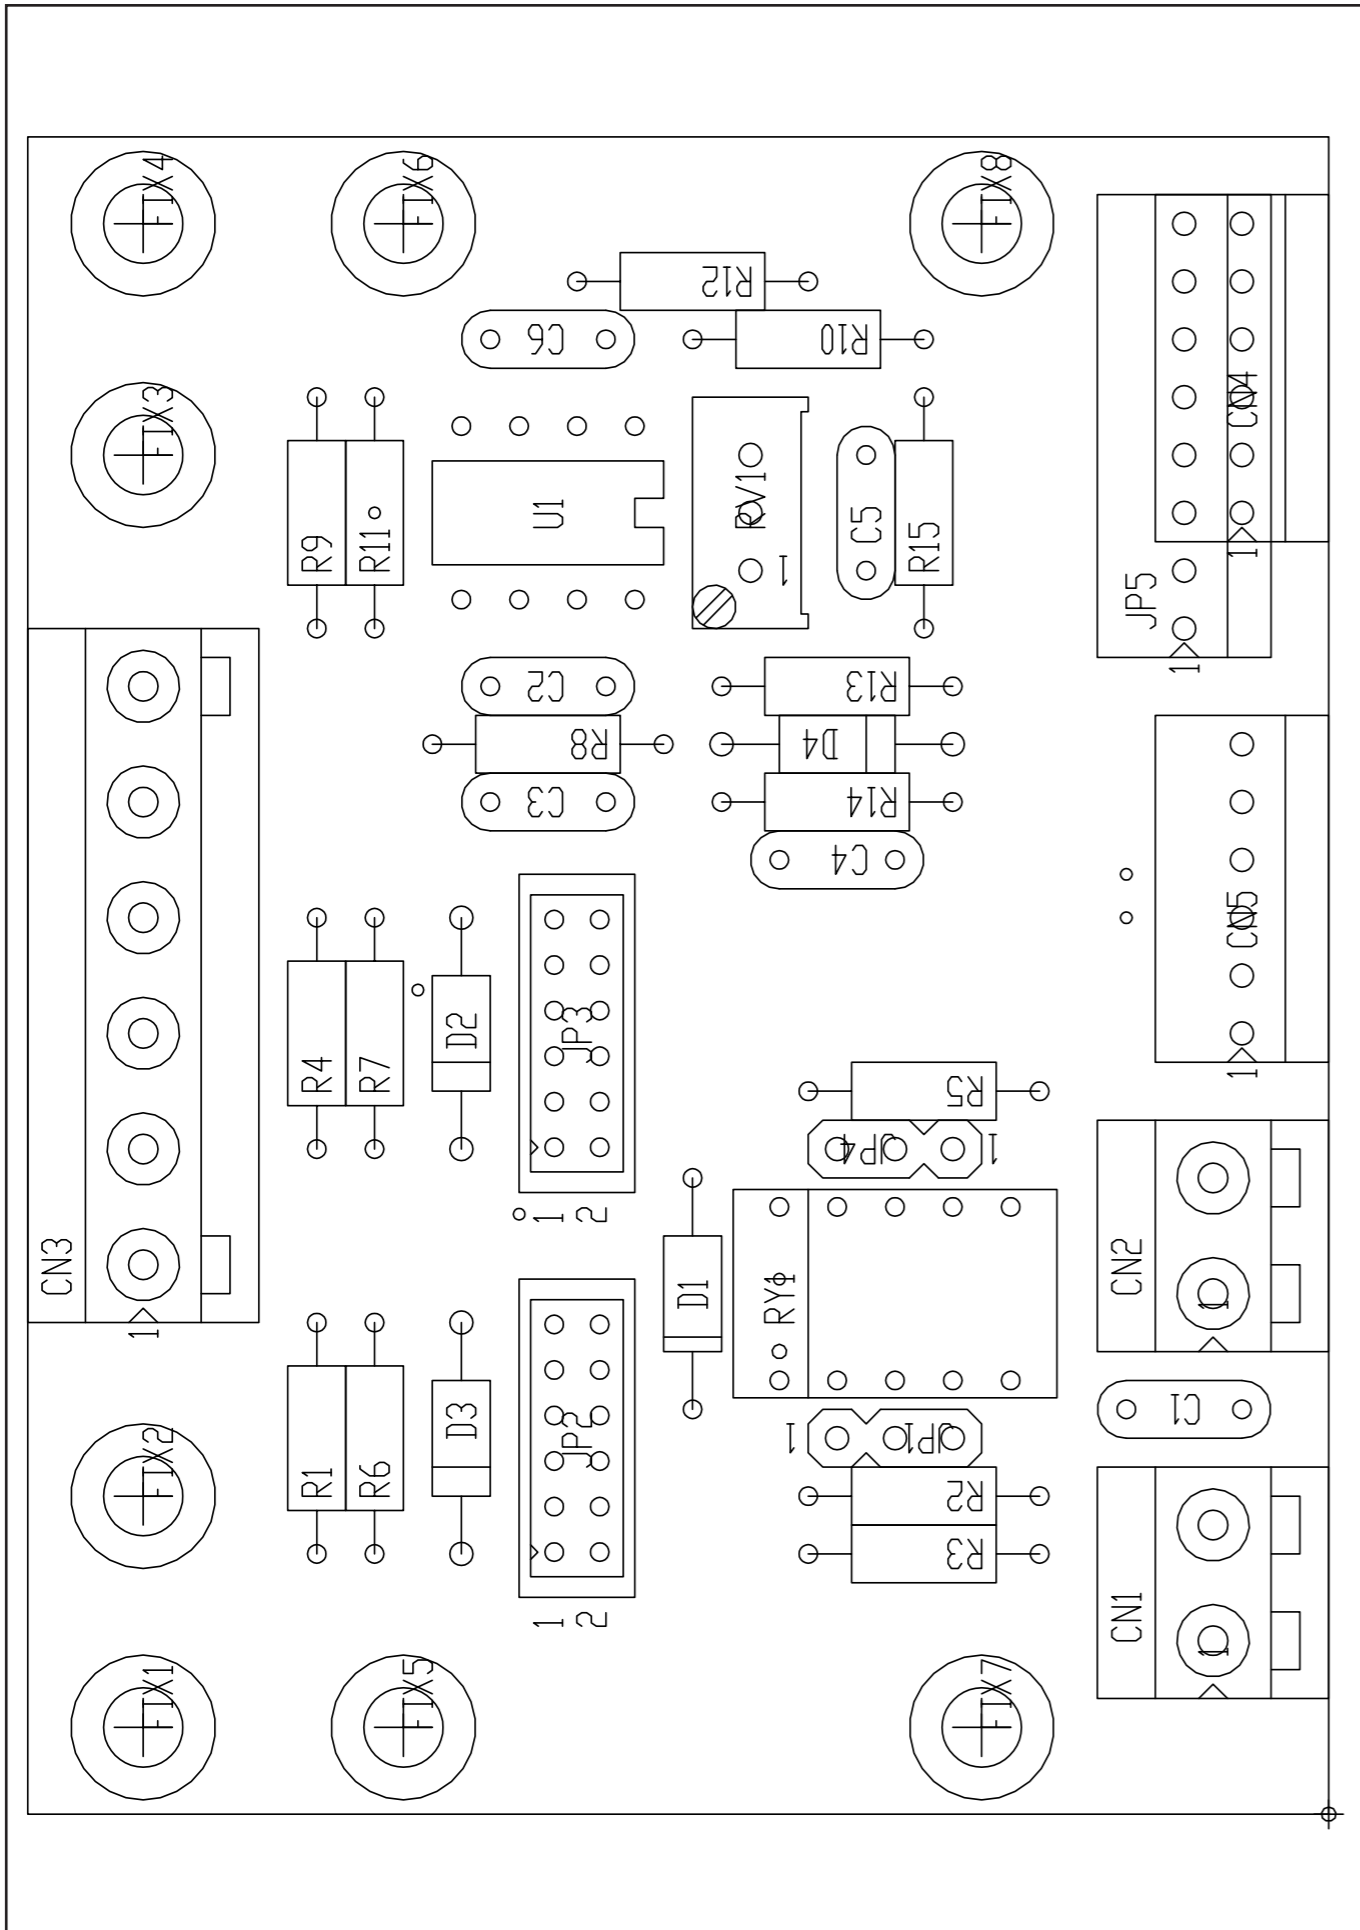 FIX4
FIX6
FIX8
R12
C6
R10
FIX3
CN4
R9
R11
U1
RV1
1
C5
R15
1
JP5
1
C2
R13
R8
D4
C3
R14
C4
CN5
R4
R7
D2
JP3
1
R5
JP4
1
1
2
CN3
1
D1
RY1
CN2
1
C1
R1
R6
D3
JP2
1
JP1
FIX2
R2
R3
1
2
CN1
1
FIX1
FIX5
FIX7